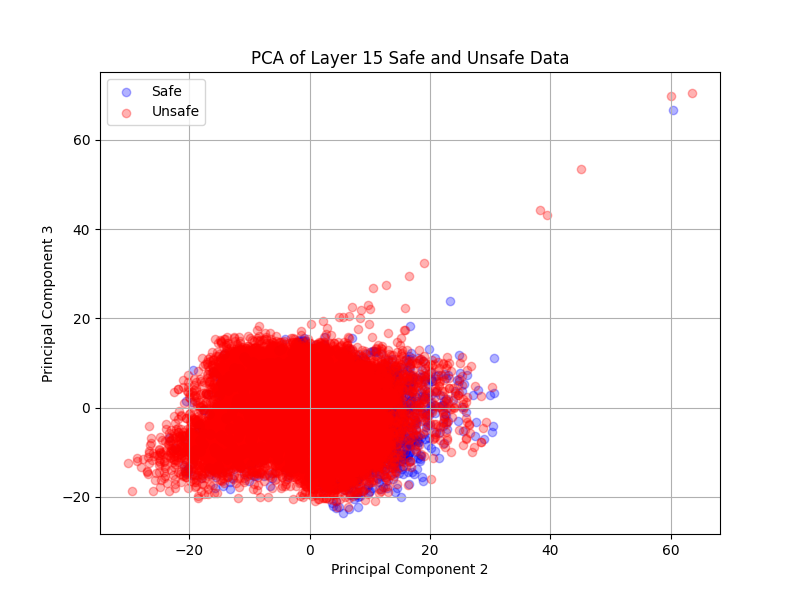 PCA of Layer 15 Safe and Unsafe Data
Safe
Unsafe
Principal Component 3
60
40
20
0
−20
−20
0
20
40
60
Principal Component 2